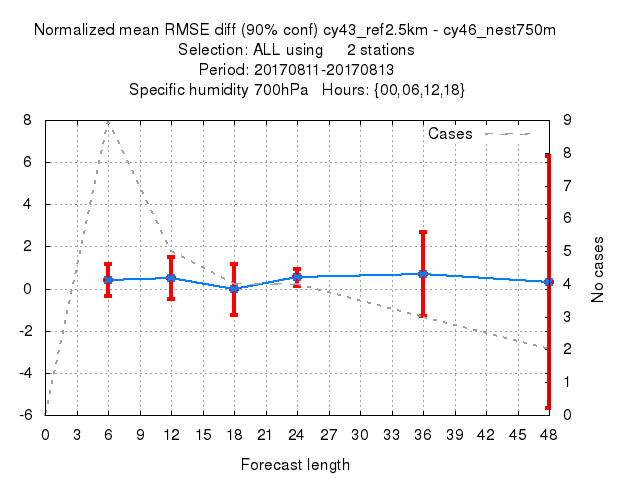 Normalized mean RMSE diff (90% conf) cy43_ref2.5km - cy46_nest750m
Selection: ALL using 2 stations
Period: 20170811-20170813
Specific humidity 700hPa Hours: {00,06,12,18}
Cases
8
6
4
2
0
-2
-4
-6
9
8
7
6
5
4
3
2
1
0
No cases
0 3 6 9 12 15 18 21 24 27 30 33 36 39 42 45 48
Forecast length